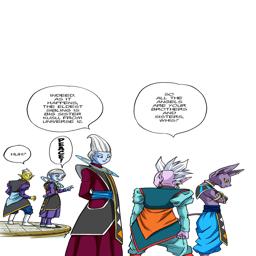 SO
ALL THE
ANGELS
ARE YOUR
BROTHERS
AND
SISTERS,
WHIS?
INDEED.
AS IT
HAPPENS,
THE ELDEST
SIBLING IS
BIG SISTER
KUSU, FROM
UNIVERSE 10.
PEACE!
HUH?